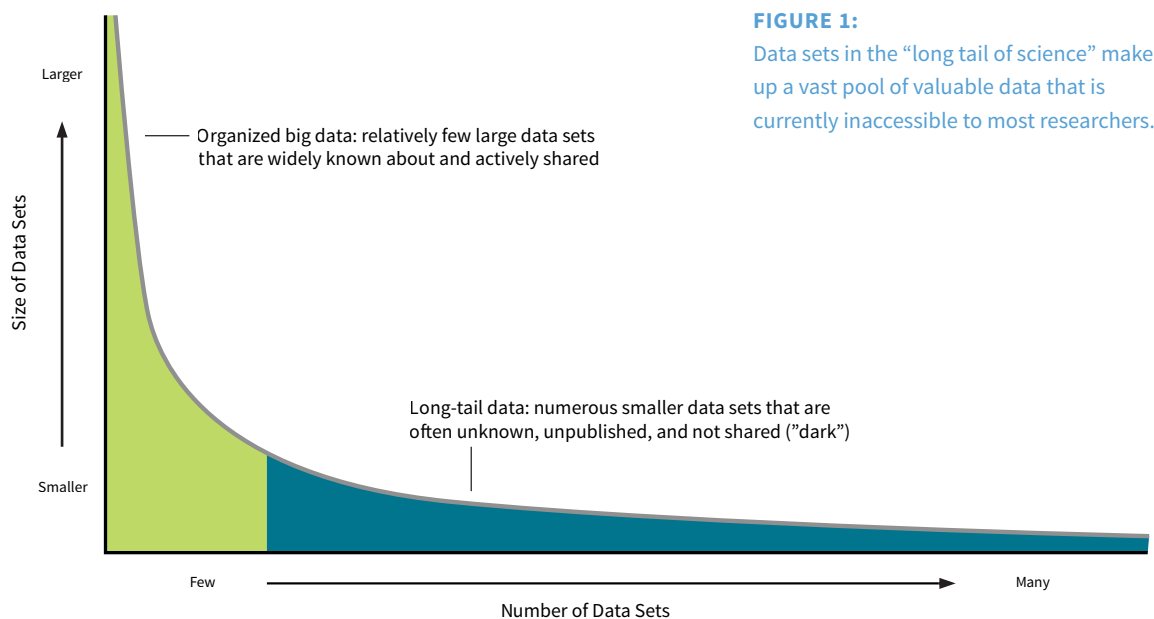 FIGURE 1:
Data sets in the “long tail of science” make
up a vast pool of valuable data that is
currently inaccessible to most researchers.
Larger
Organized big data: relatively few large data sets
that are widely known about and actively shared
Size of Data Sets
Long-tail data: numerous smaller data sets that are
often unknown, unpublished, and not shared (”dark”)
Smaller
Few
Many
Number of Data Sets